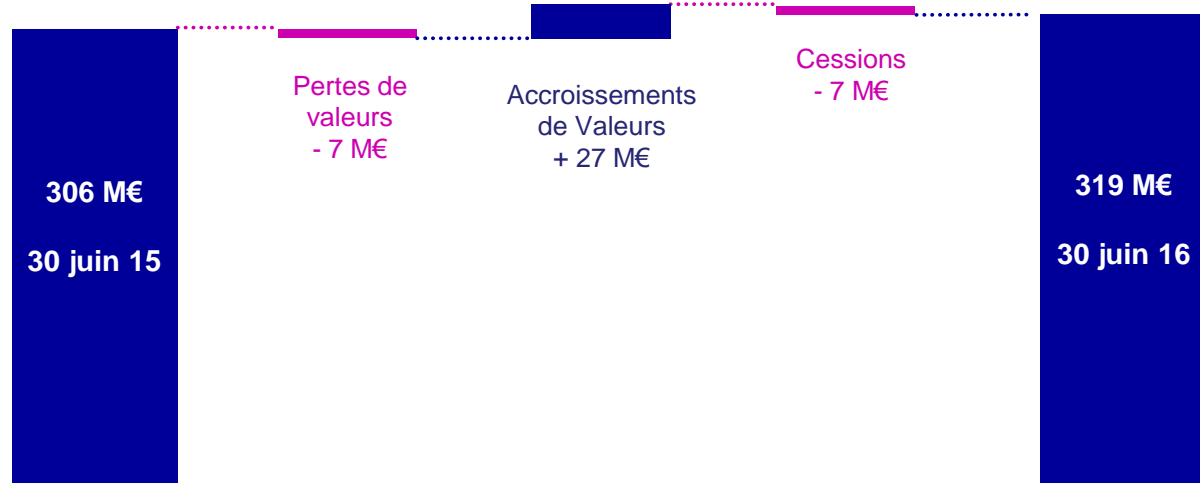 306 M€
30 juin 15
Pertes de
valeurs
- 7 M€
Accroissements
de Valeurs
+ 27 M€
Cessions
- 7 M€
319 M€
30 juin 16